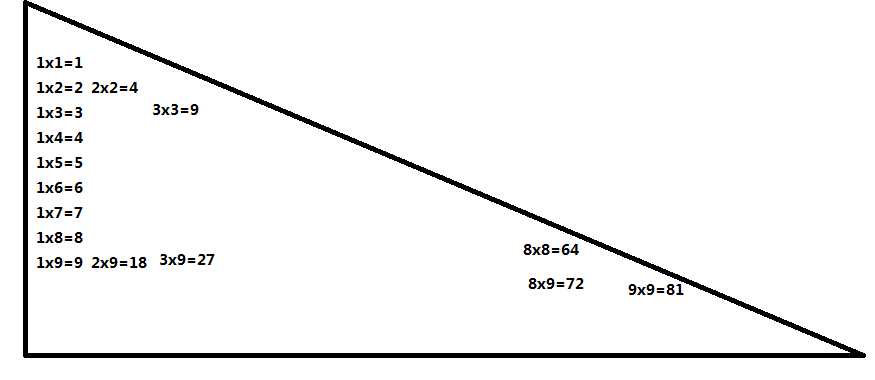 1x1=1
1x2=2 2x2=4
1x3=3 3x3=9
1x4=4
1x5=5
1x6=6
1x7=7
1x8=8 8x8=64
1x9=9 2x9=18 3x9=27 8x9=72 9x9=81